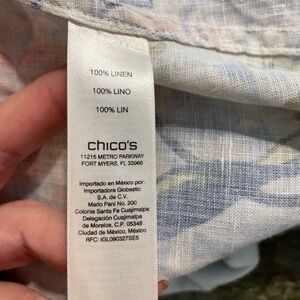 100% LINEN
100% LINO
100% LIN
chico's
11215 METRO PARKWAY
FORT MYERS, FL 33966
Importado en México por:
Importadora Globastic
S.A. de C.V.
Mario Pani No. 200
Colonia Santa Fe Cuajimalpa
Delegación Cuajimalpa
de Morelos, C.P. 05348
Ciudad de México, México
RFC: IGL090327SE5